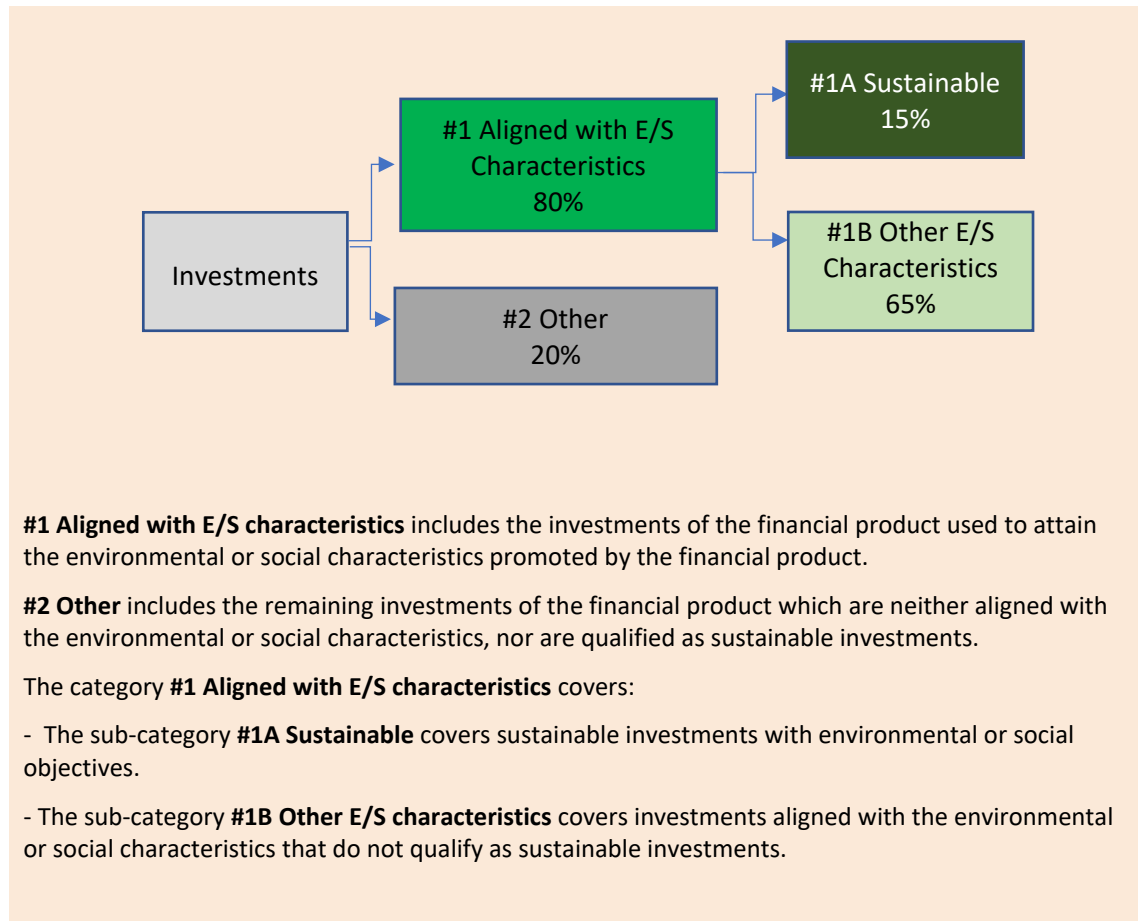 #1A Sustainable
15%
#1 Aligned with E/S
Characteristics
80%
#1B Other E/S
Characteristics
65%
Investments
#2 Other
20%
#1 Aligned with E/S characteristics includes the investments of the financial product used to attain
the environmental or social characteristics promoted by the financial product.
#2 Other includes the remaining investments of the financial product which are neither aligned with
the environmental or social characteristics, nor are qualified as sustainable investments.
The category #1 Aligned with E/S characteristics covers:
- The sub-category #1A Sustainable covers sustainable investments with environmental or social
objectives.
- The sub-category #1B Other E/S characteristics covers investments aligned with the environmental
or social characteristics that do not qualify as sustainable investments.